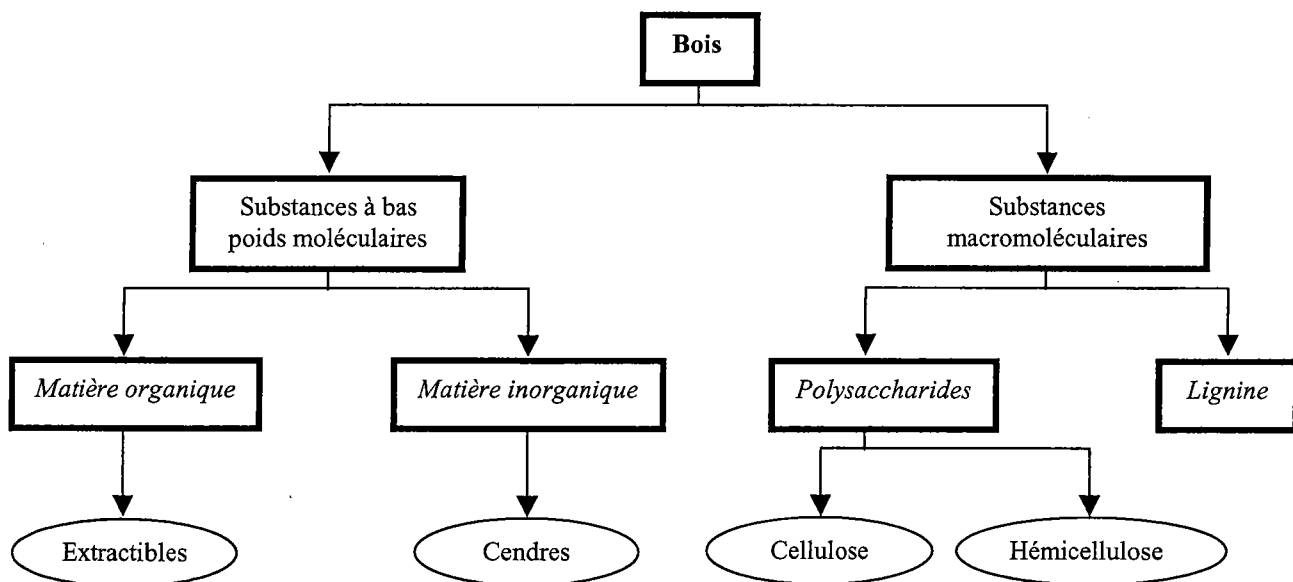 Bois
Substances à bas
poids moléculaires
Substances
macromoléculaires
Matière organique
Matière inorganique
Polysaccharides
Lignine
Extractibles
Cendres
Cellulose
Hémicellulose